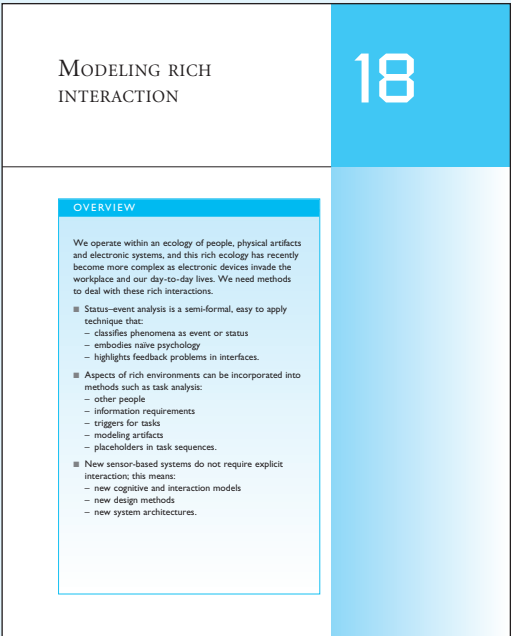 MODELING RICH
INTERACTION
18
OVERVIEW
We operate within an ecology of people, physical artifacts
and electronic systems, and this rich ecology has recently
become more complex as electronic devices invade the
workplace and our day-to-day lives. We need methods
to deal with these rich interactions.
■ Status–event analysis is a semi-formal, easy to apply
technique that:
– classifies phenomena as event or status
– embodies naïve psychology
– highlights feedback problems in interfaces.
■ Aspects of rich environments can be incorporated into
methods such as task analysis:
– other people
– information requirements
– triggers for tasks
– modeling artifacts
– placeholders in task sequences.
■ New sensor-based systems do not require explicit
interaction; this means:
– new cognitive and interaction models
– new design methods
– new system architectures.